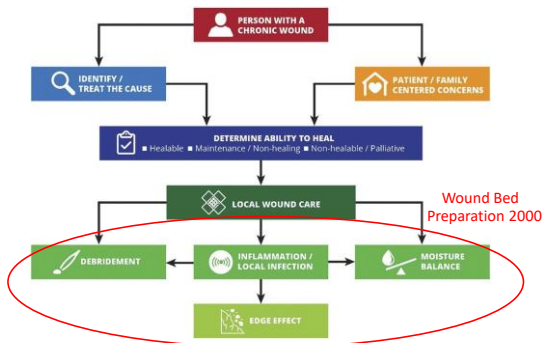 PERSON WITH A
CHRONIC WOUND
IDENTIFY /
TREAT THE CAUSE
PATIENT / FAMILY
CENTERED CONCERNS
DETERMINE ABILITY TO HEAL
■ Healable ■ Maintenance / Non-healing ■ Non-healable / Palliative
LOCAL WOUND CARE
Wound Bed
Preparation 2000
DEBRIDEMENT
INFLAMMATION /
LOCAL INFECTION
MOISTURE
BALANCE
EDGE EFFECT